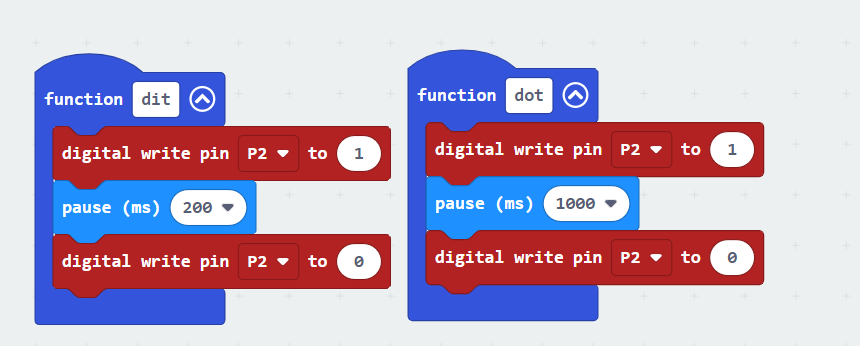 function dit
digital write pin P2 to 1
pause (ms) 200
digital write pin P2 to 0
function dot
digital write pin P2 to 1
pause (ms) 1000
digital write pin P2 to 0